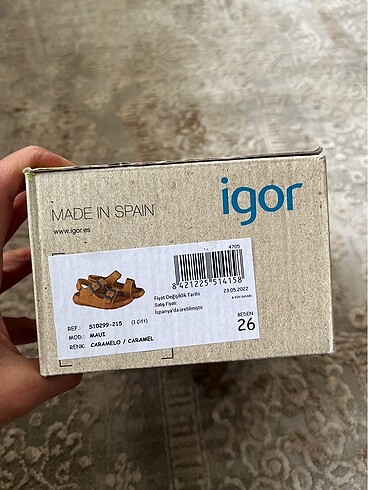 igor
MADE IN SPAIN
www.igor.es
4705
8 421225 514158
Fiyat Değişiklik Tarihi 23.05.2022
Satış Fiyatı
İspanya'da üretilmiştir
REF.: S10299-215 (1 Çift)
MOD.: MAUI
RENK: CARAMELO / CARAMEL
BEDEN
26